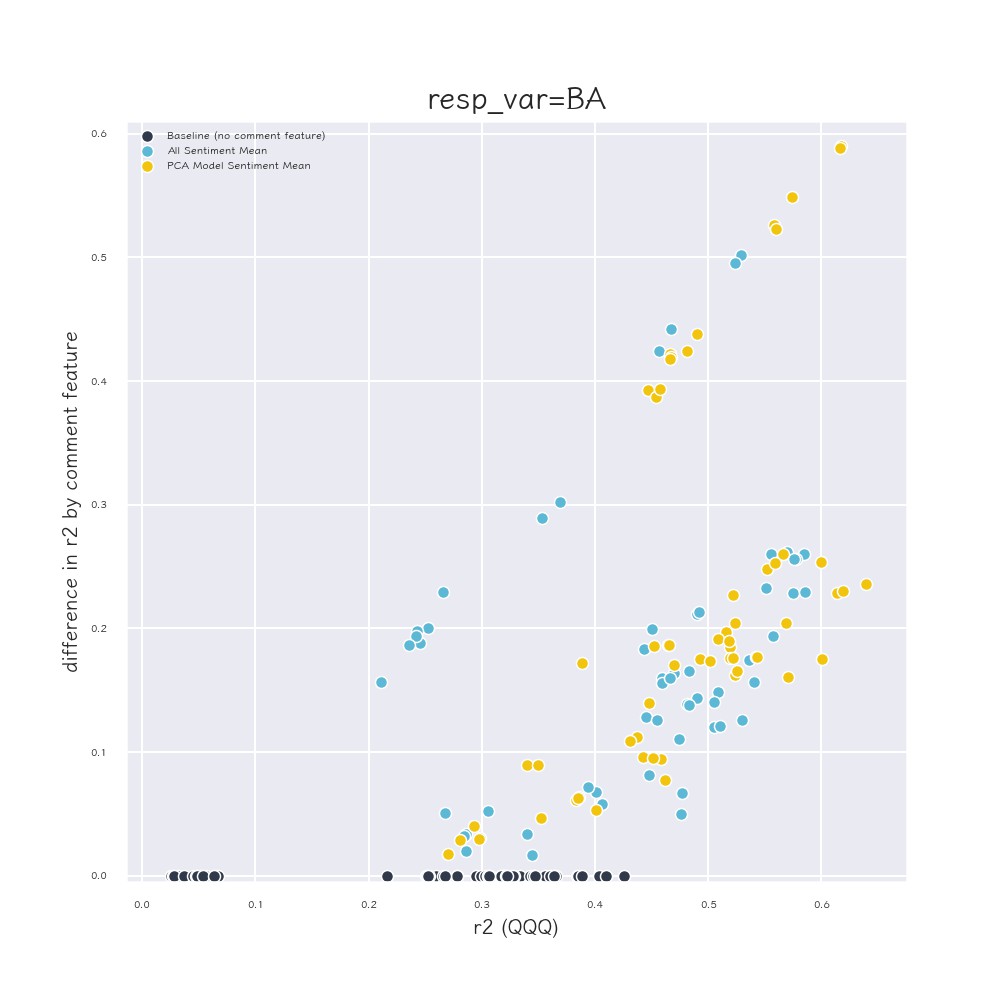 resp_var=BA
Baseline (no comment feature)
All Sentiment Mean
PCA Model Sentiment Mean
difference in r2 by comment feature
0.6
0.5
0.4
0.3
0.2
0.1
0.0
0.0 0.1 0.2 0.3 0.4 0.5 0.6
r2 (QQQ)